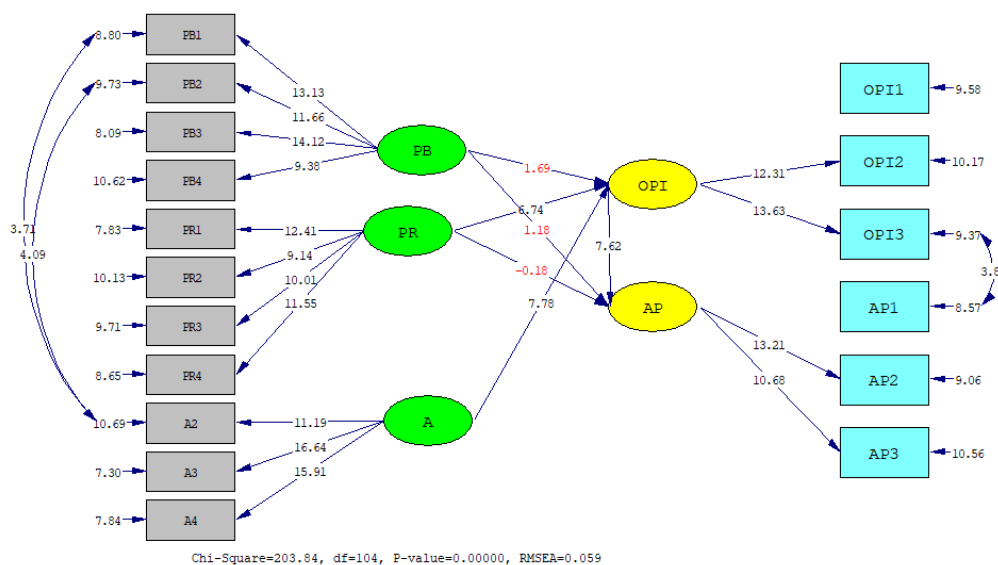 8.80 PB1
9.73 PB2
8.09 PB3
10.62 PB4
7.83 PR1
10.13 PR2
9.71 PR3
8.65 PR4
10.69 A2
7.30 A3
7.84 A4
3.71
4.09
13.13
11.66
14.12
9.38
12.41
9.14
10.01
11.55
11.19
16.64
15.91
PB
PR
A
1.69
6.74
1.18
-0.18
7.62
7.78
OPI
AP
12.31
13.63
13.21
10.68
OPI1 9.58
OPI2 10.17
OPI3 9.37
3.8
AP1 8.57
AP2 9.06
AP3 10.56
Chi-Square=203.84, df=104, P-value=0.00000, RMSEA=0.059